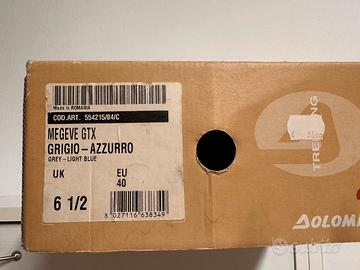 Made in ROMANIA
COD.ART. 554215/04/C
MEGEVE GTX
GRIGIO-AZZURRO
GREY-LIGHT BLUE
UK EU
40
6 1/2
8 027116 638349
TREKKING
DOLOMI
subito